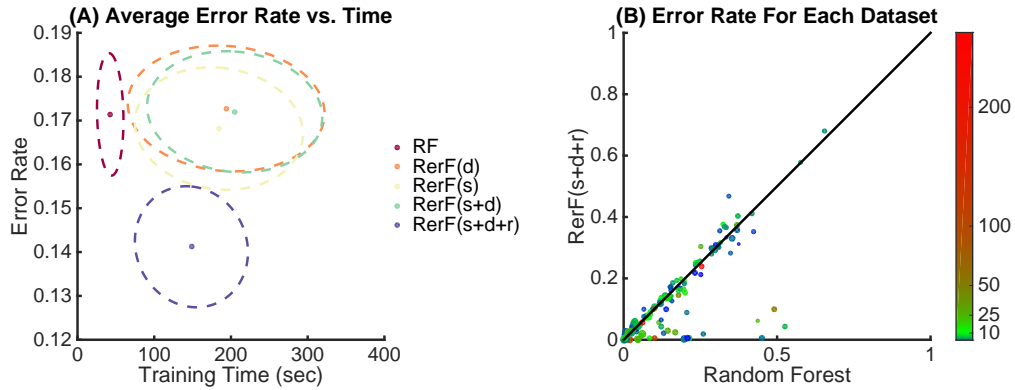 (A) Average Error Rate vs. Time
0.19
0.18
0.17
0.16
0.15
0.14
0.13
0.12
Error Rate
0
100
200
300
400
Training Time (sec)
RF
RerF(d)
RerF(s)
RerF(s+d)
RerF(s+d+r)
(B) Error Rate For Each Dataset
1
0.8
0.6
0.4
0.2
0
RerF(s+d+r)
0
0.5
1
Random Forest
200
100
50
25
10